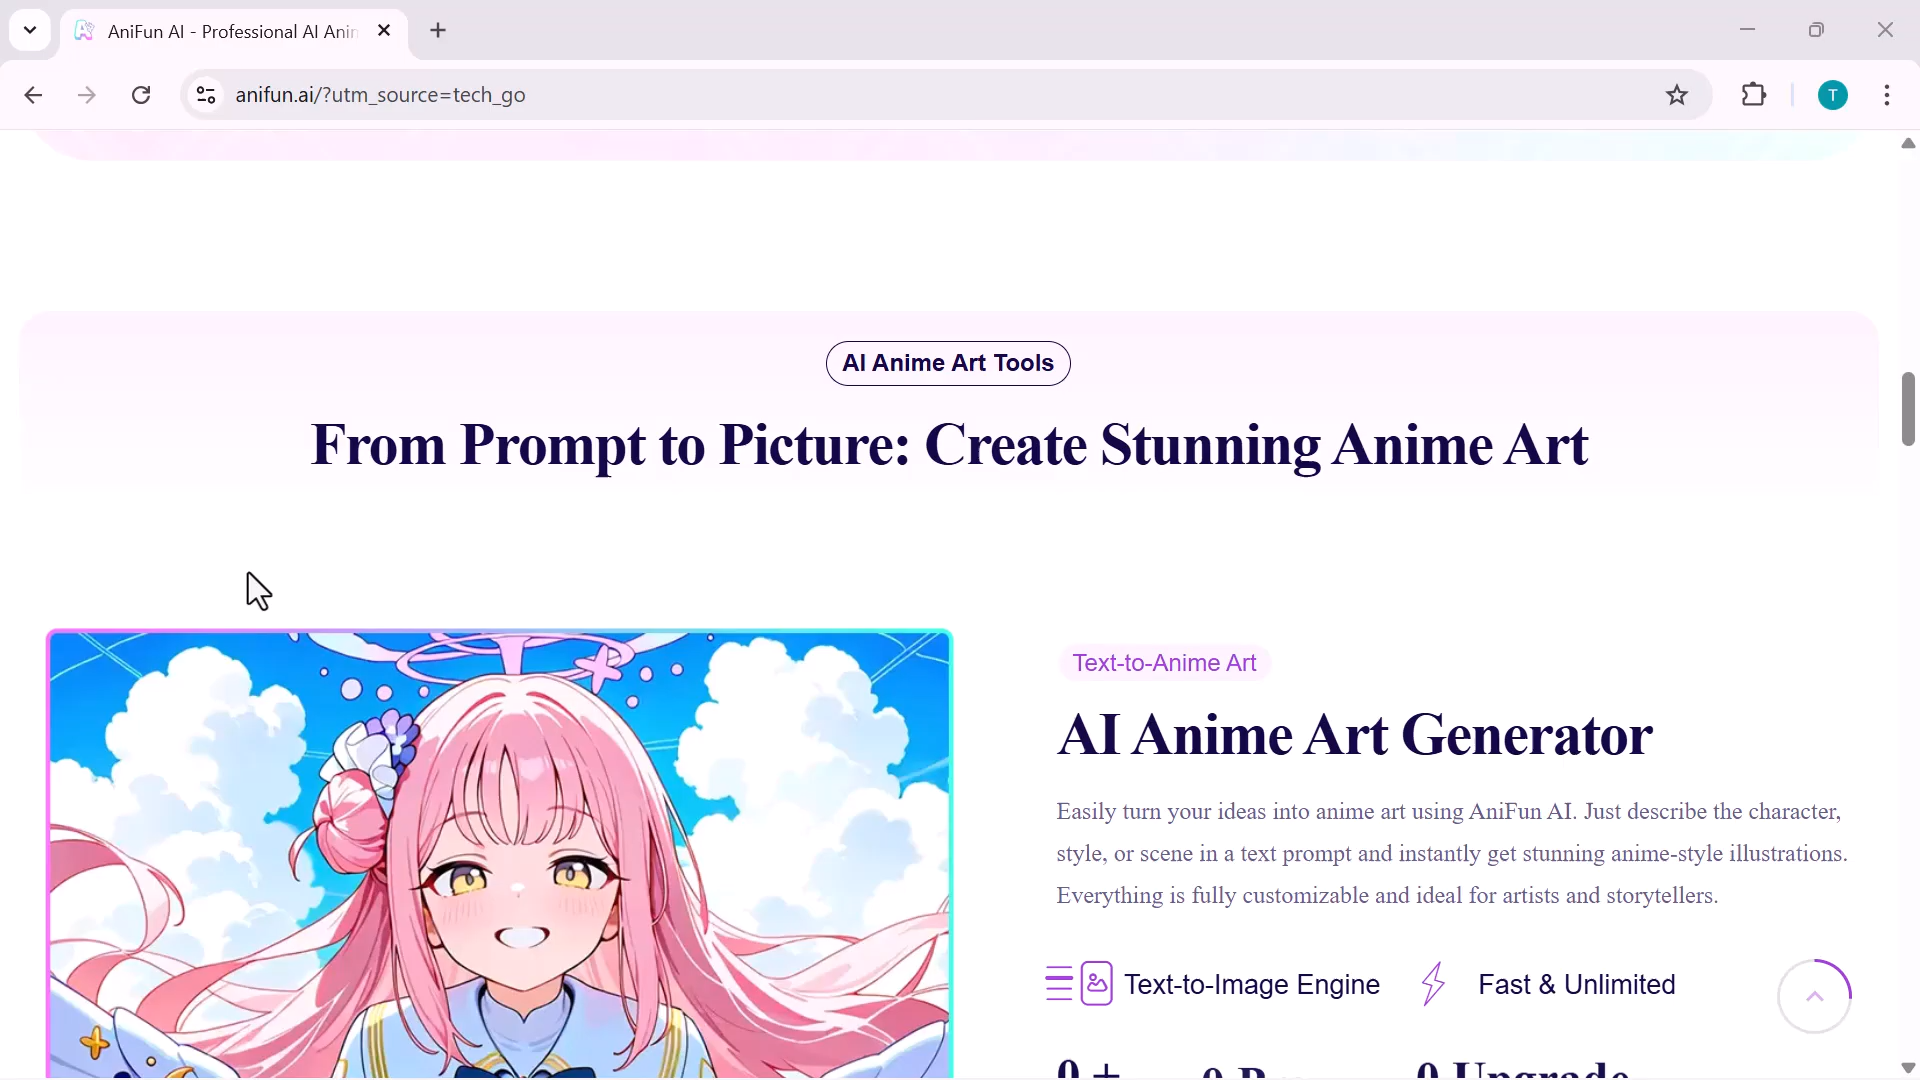 AniFun AI - Professional AI Anim
anifun.ai/?utm_source=tech_go
T
AI Anime Art Tools
From Prompt to Picture: Create Stunning Anime Art
Text-to-Anime Art
AI Anime Art Generator
Easily turn your ideas into anime art using AniFun AI. Just describe the character,
style, or scene in a text prompt and instantly get stunning anime-style illustrations.
Everything is fully customizable and ideal for artists and storytellers.
Text-to-Image Engine
Fast & Unlimited
0 +
0 Upgrade